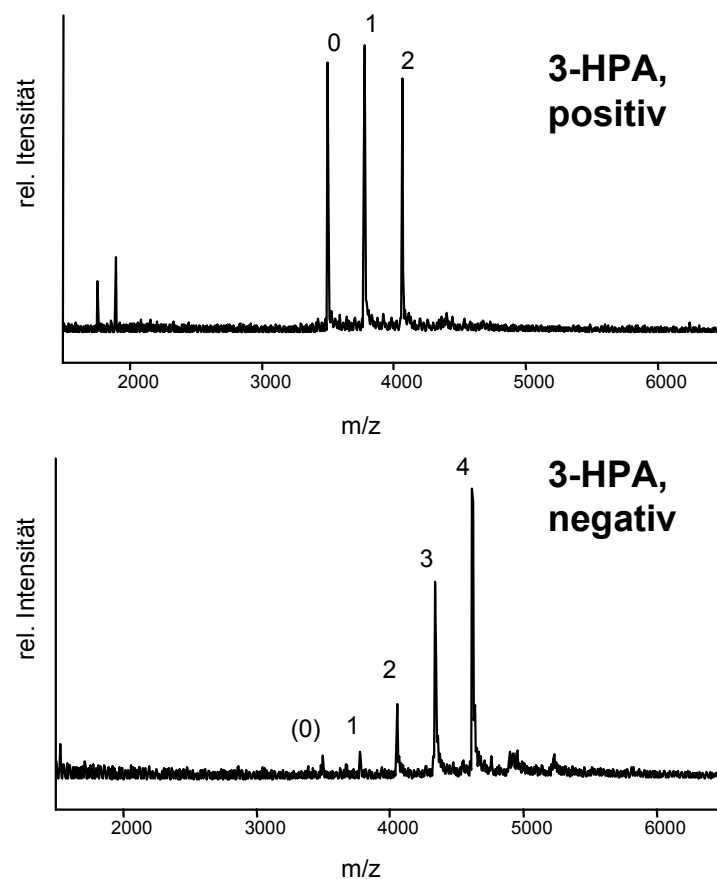 0
1
2
3-HPA,
positiv
rel. Itensität
2000
3000
4000
5000
6000
m/z
4
3-HPA,
negativ
3
rel. Intensität
2
(0)
1
2000
3000
4000
5000
6000
m/z